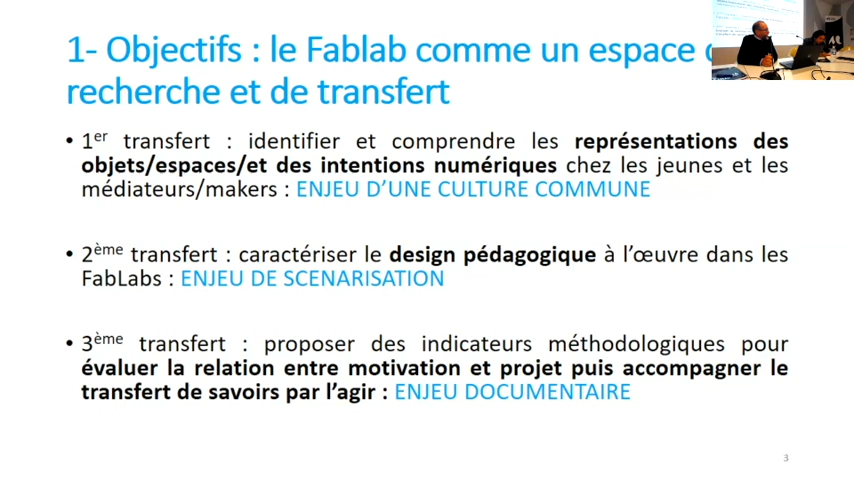 1- Objectifs : le Fablab comme un espace
recherche et de transfert
• 1er transfert : identifier et comprendre les représentations des
objets/espaces/et des intentions numériques chez les jeunes et les
médiateurs/makers : ENJEU D'UNE CULTURE COMMUNE
• 2ème transfert : caractériser le design pédagogique à l'œuvre dans les
FabLabs : ENJEU DE SCENARISATION
• 3ème transfert : proposer des indicateurs méthodologiques pour
évaluer la relation entre motivation et projet puis accompagner le
transfert de savoirs par l'agir : ENJEU DOCUMENTAIRE
3